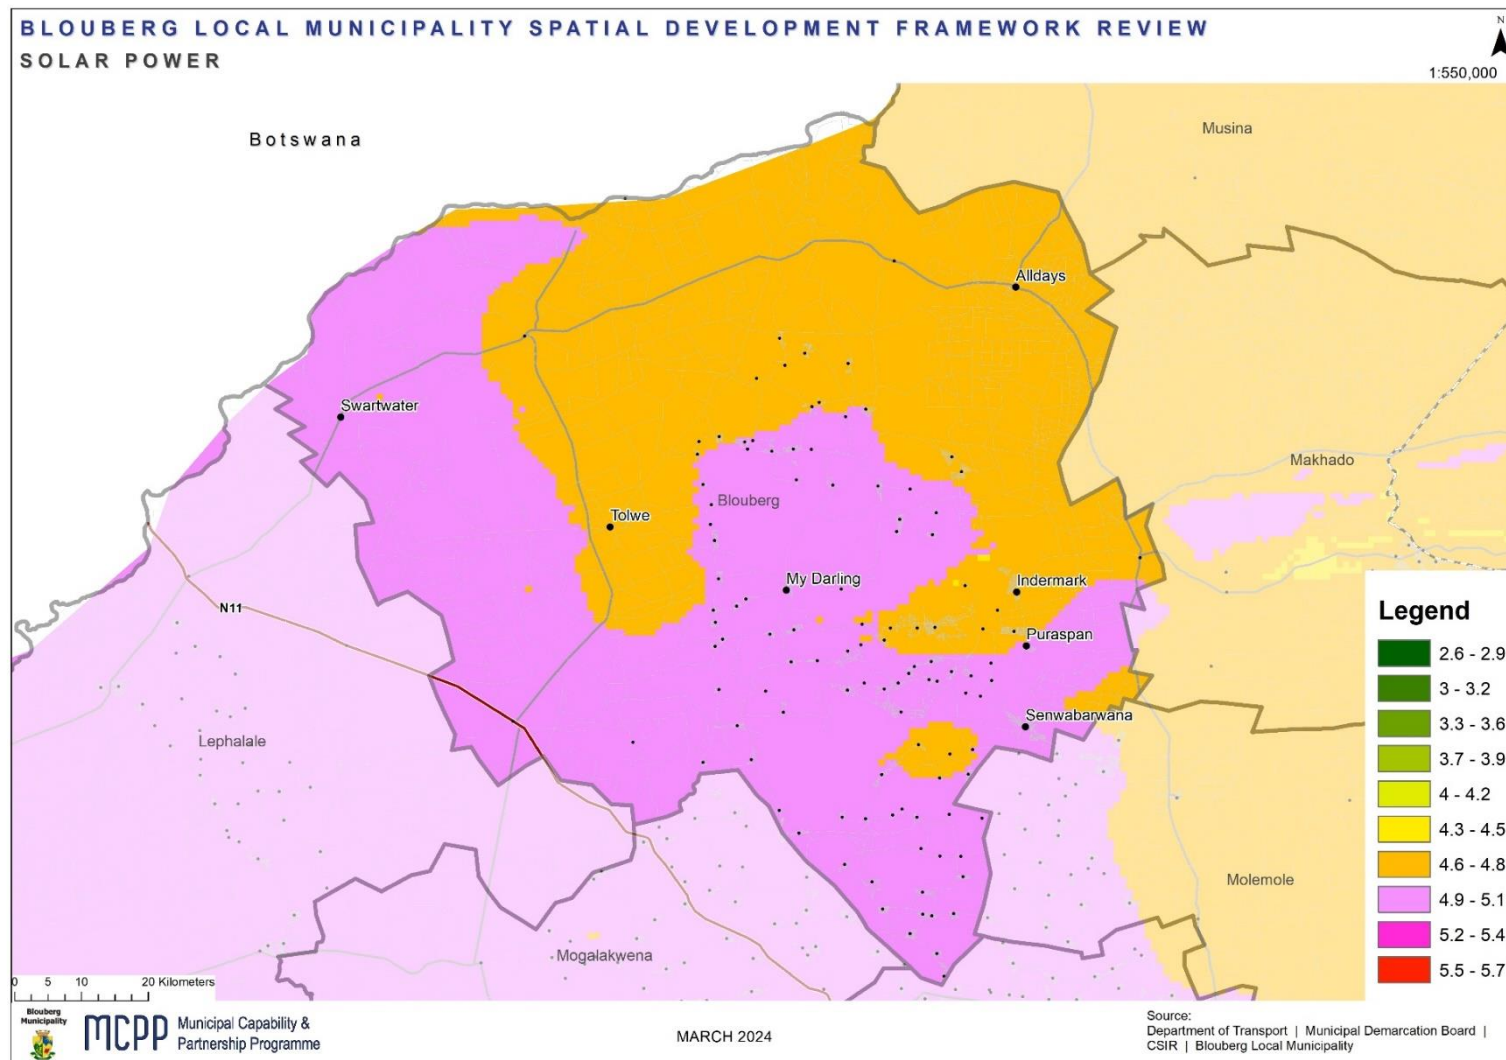 BLOUBERG LOCAL MUNICIPALITY SPATIAL DEVELOPMENT FRAMEWORK REVIEW
SOLAR POWER
N
1:550,000
Botswana
Musina
Alldays
Swartwater
Makhado
Blouberg
Tolwe
My Darling
Indermark
N11
Puraspan
Senwabarwana
Lephalale
Molemole
Mogalakwena
Legend
2.6 - 2.9
3 - 3.2
3.3 - 3.6
3.7 - 3.9
4 - 4.2
4.3 - 4.5
4.6 - 4.8
4.9 - 5.1
5.2 - 5.4
5.5 - 5.7
0 5 10 20 Kilometers
Blouberg
Municipality
MCPP
Municipal Capability &
Partnership Programme
MARCH 2024
Source:
Department of Transport | Municipal Demarcation Board |
CSIR | Blouberg Local Municipality